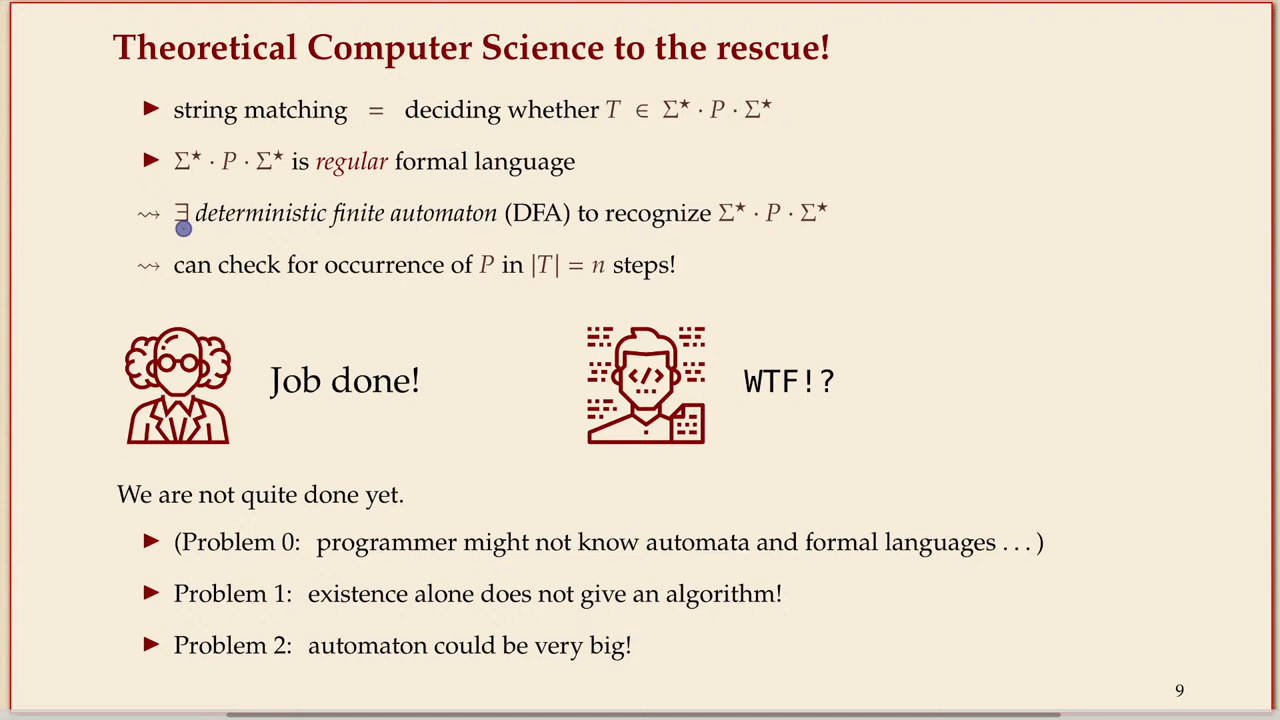 Theoretical Computer Science to the rescue!
▶ string matching = deciding whether T ∈ Σ★ · P · Σ★
▶ Σ★ · P · Σ★ is regular formal language
⇝ ∃ deterministic finite automaton (DFA) to recognize Σ★ · P · Σ★
⇝ can check for occurrence of P in |T| = n steps!
Job done!
</> WTF!?
We are not quite done yet.
▶ (Problem 0: programmer might not know automata and formal languages . . . )
▶ Problem 1: existence alone does not give an algorithm!
▶ Problem 2: automaton could be very big!
9